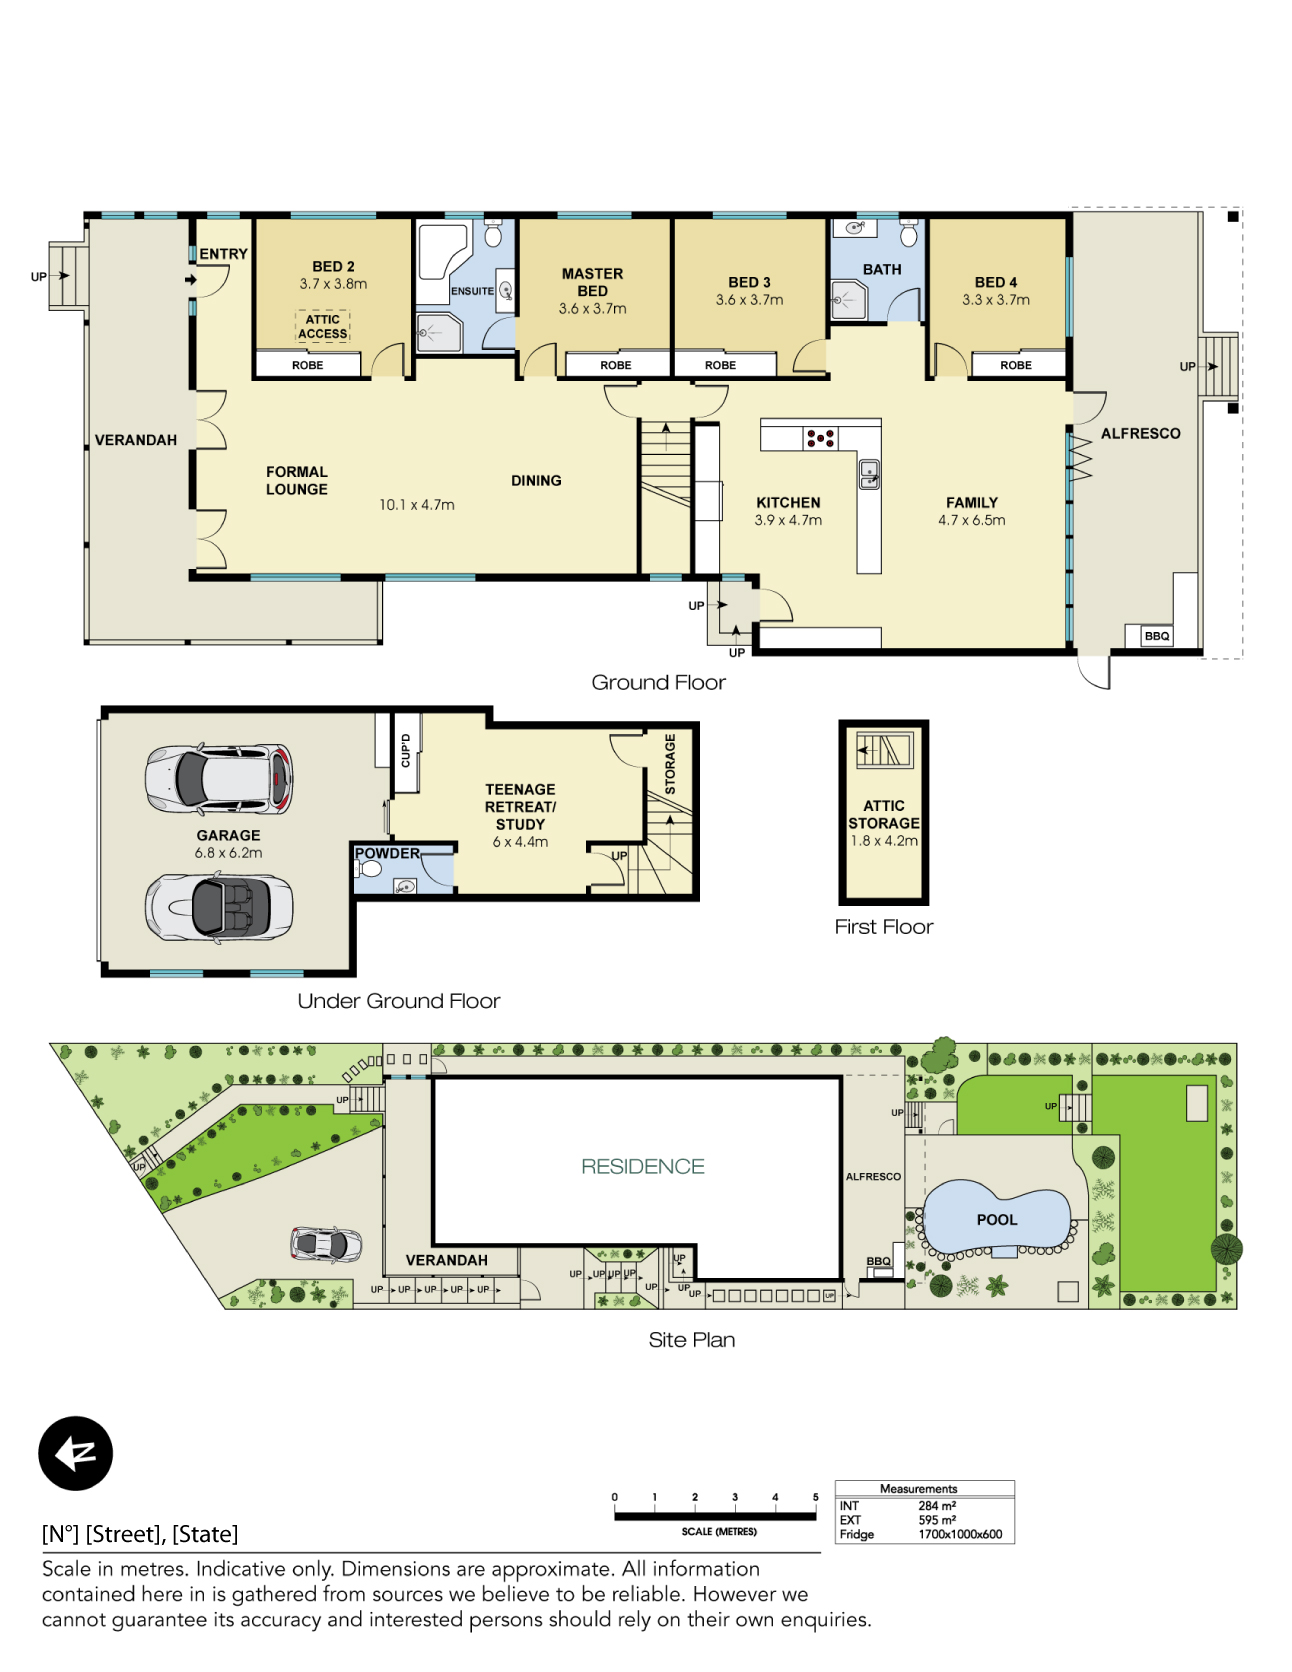 UP
ENTRY
BED 2
3.7 x 3.8m
ATTIC
ACCESS
ROBE
ENSUITE
MASTER
BED
3.6 x 3.7m
ROBE
BED 3
3.6 x 3.7m
ROBE
BATH
BED 4
3.3 x 3.7m
ROBE
UP
VERANDAH
FORMAL
LOUNGE
DINING
10.1 x 4.7m
KITCHEN
3.9 x 4.7m
FAMILY
4.7 x 6.5m
ALFRESCO
UP
UP
BBQ
Ground Floor
GARAGE
6.8 x 6.2m
CUP'D
TEENAGE
RETREAT/
STUDY
6 x 4.4m
STORAGE
POWDER
UP
Under Ground Floor
ATTIC
STORAGE
1.8 x 4.2m
First Floor
UP
UP
RESIDENCE
VERANDAH
UP
UP
UP
UP
UP
UP
UP
UP
UP
UP
UP
UP
UP
UP
ALFRESCO
BBQ
UP
UP
POOL
Site Plan
N
0 1 2 3 4 5
SCALE (METRES)
Measurements
INT 284 m²
EXT 595 m²
Fridge 1700x1000x600
[N°] [Street], [State]
Scale in metres. Indicative only. Dimensions are approximate. All information
contained here in is gathered from sources we believe to be reliable. However we
cannot guarantee its accuracy and interested persons should rely on their own enquiries.